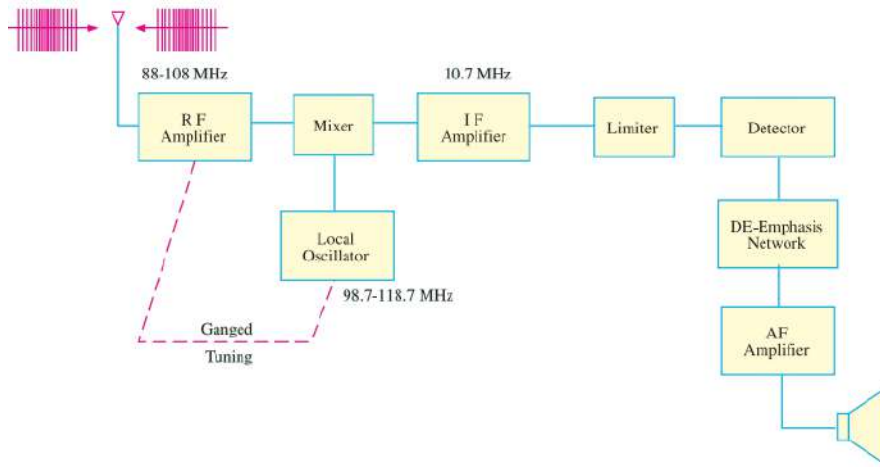 88-108 MHz
10.7 MHz
R F
Amplifier
Mixer
I F
Amplifier
Limiter
Detector
Local
Oscillator
98.7-118.7 MHz
DE-Emphasis
Network
Ganged
Tuning
AF
Amplifier